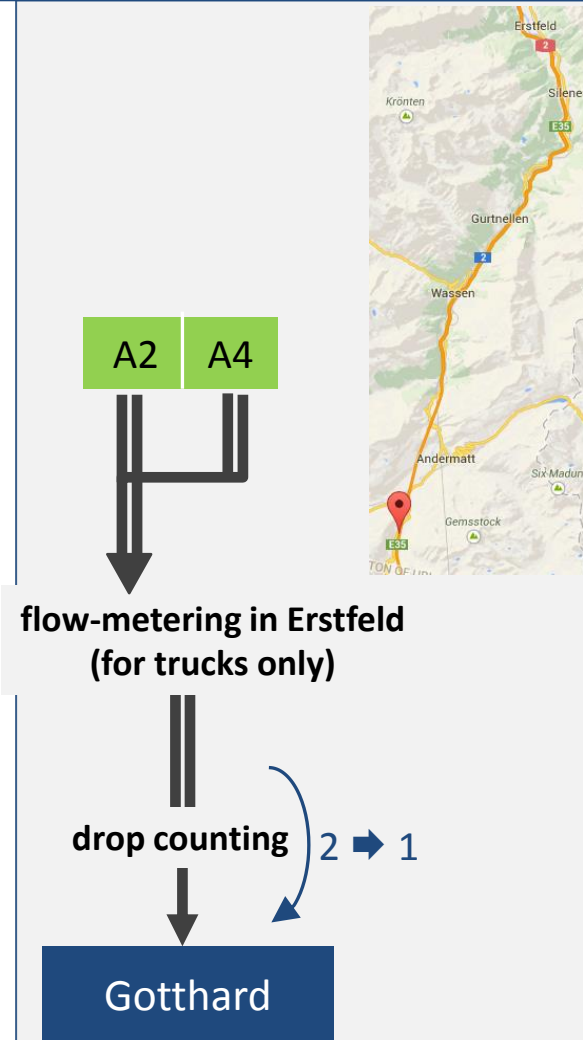 Erstfeld
2
Silene
Krönten
E35
Gurtnellen
2
Wassen
A2 A4
Andermatt
Six Madun
Gemsstock
E35
flow-metering in Erstfeld
(for trucks only)
drop counting
2 ➡ 1
Gotthard